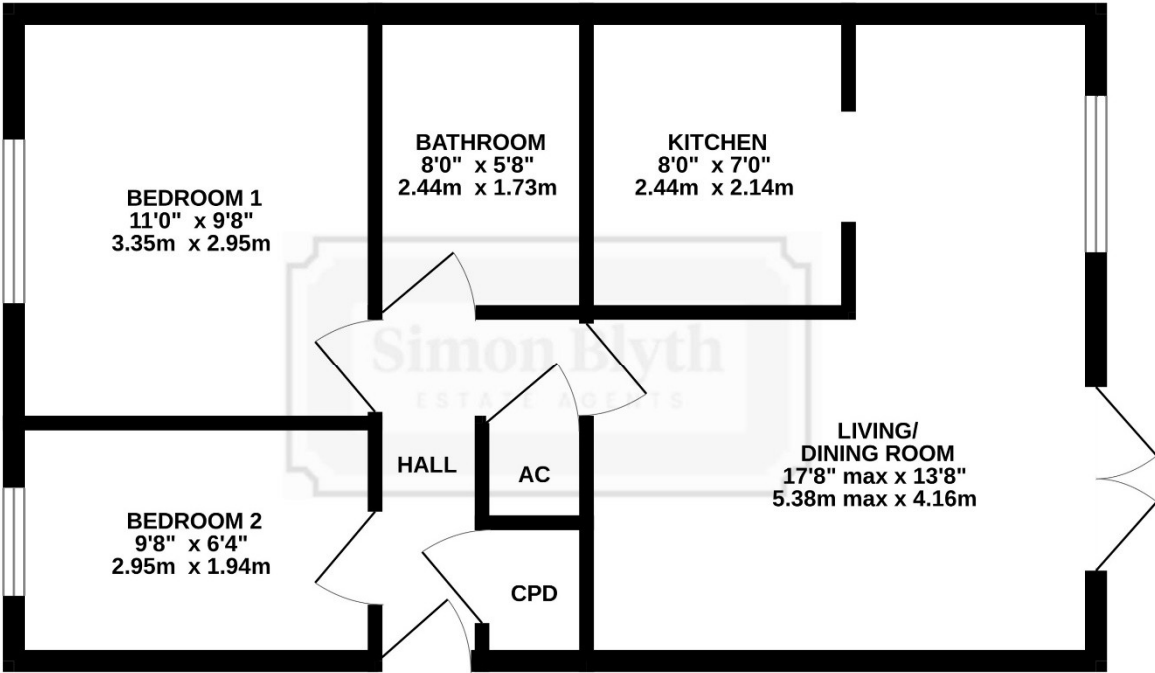 BEDROOM 1
11'0" x 9'8"
3.35m x 2.95m
BATHROOM
8'0" x 5'8"
2.44m x 1.73m
KITCHEN
8'0" x 7'0"
2.44m x 2.14m
Simon Blyth
ESTATE AGENTS
LIVING/
DINING ROOM
17'8" max x 13'8"
5.38m max x 4.16m
HALL
AC
BEDROOM 2
9'8" x 6'4"
2.95m x 1.94m
CPD